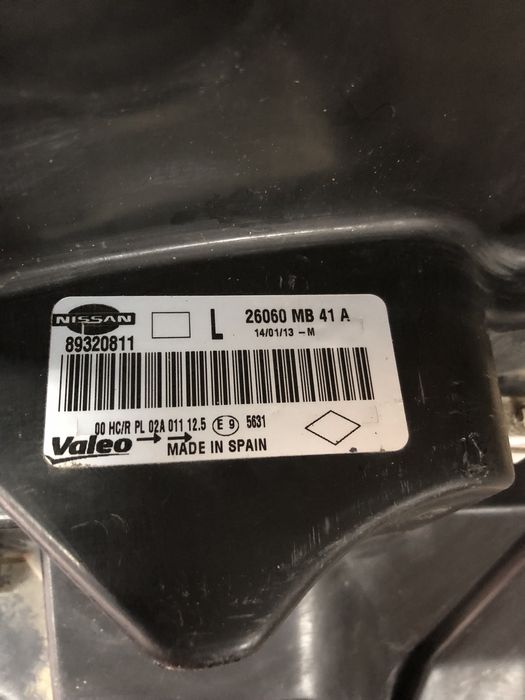 NISSAN
L
26060 MB 41 A
89320811
14/01/13 -M
00 HC/R PL 02A 011 12.5 E 9 5631
Valeo MADE IN SPAIN